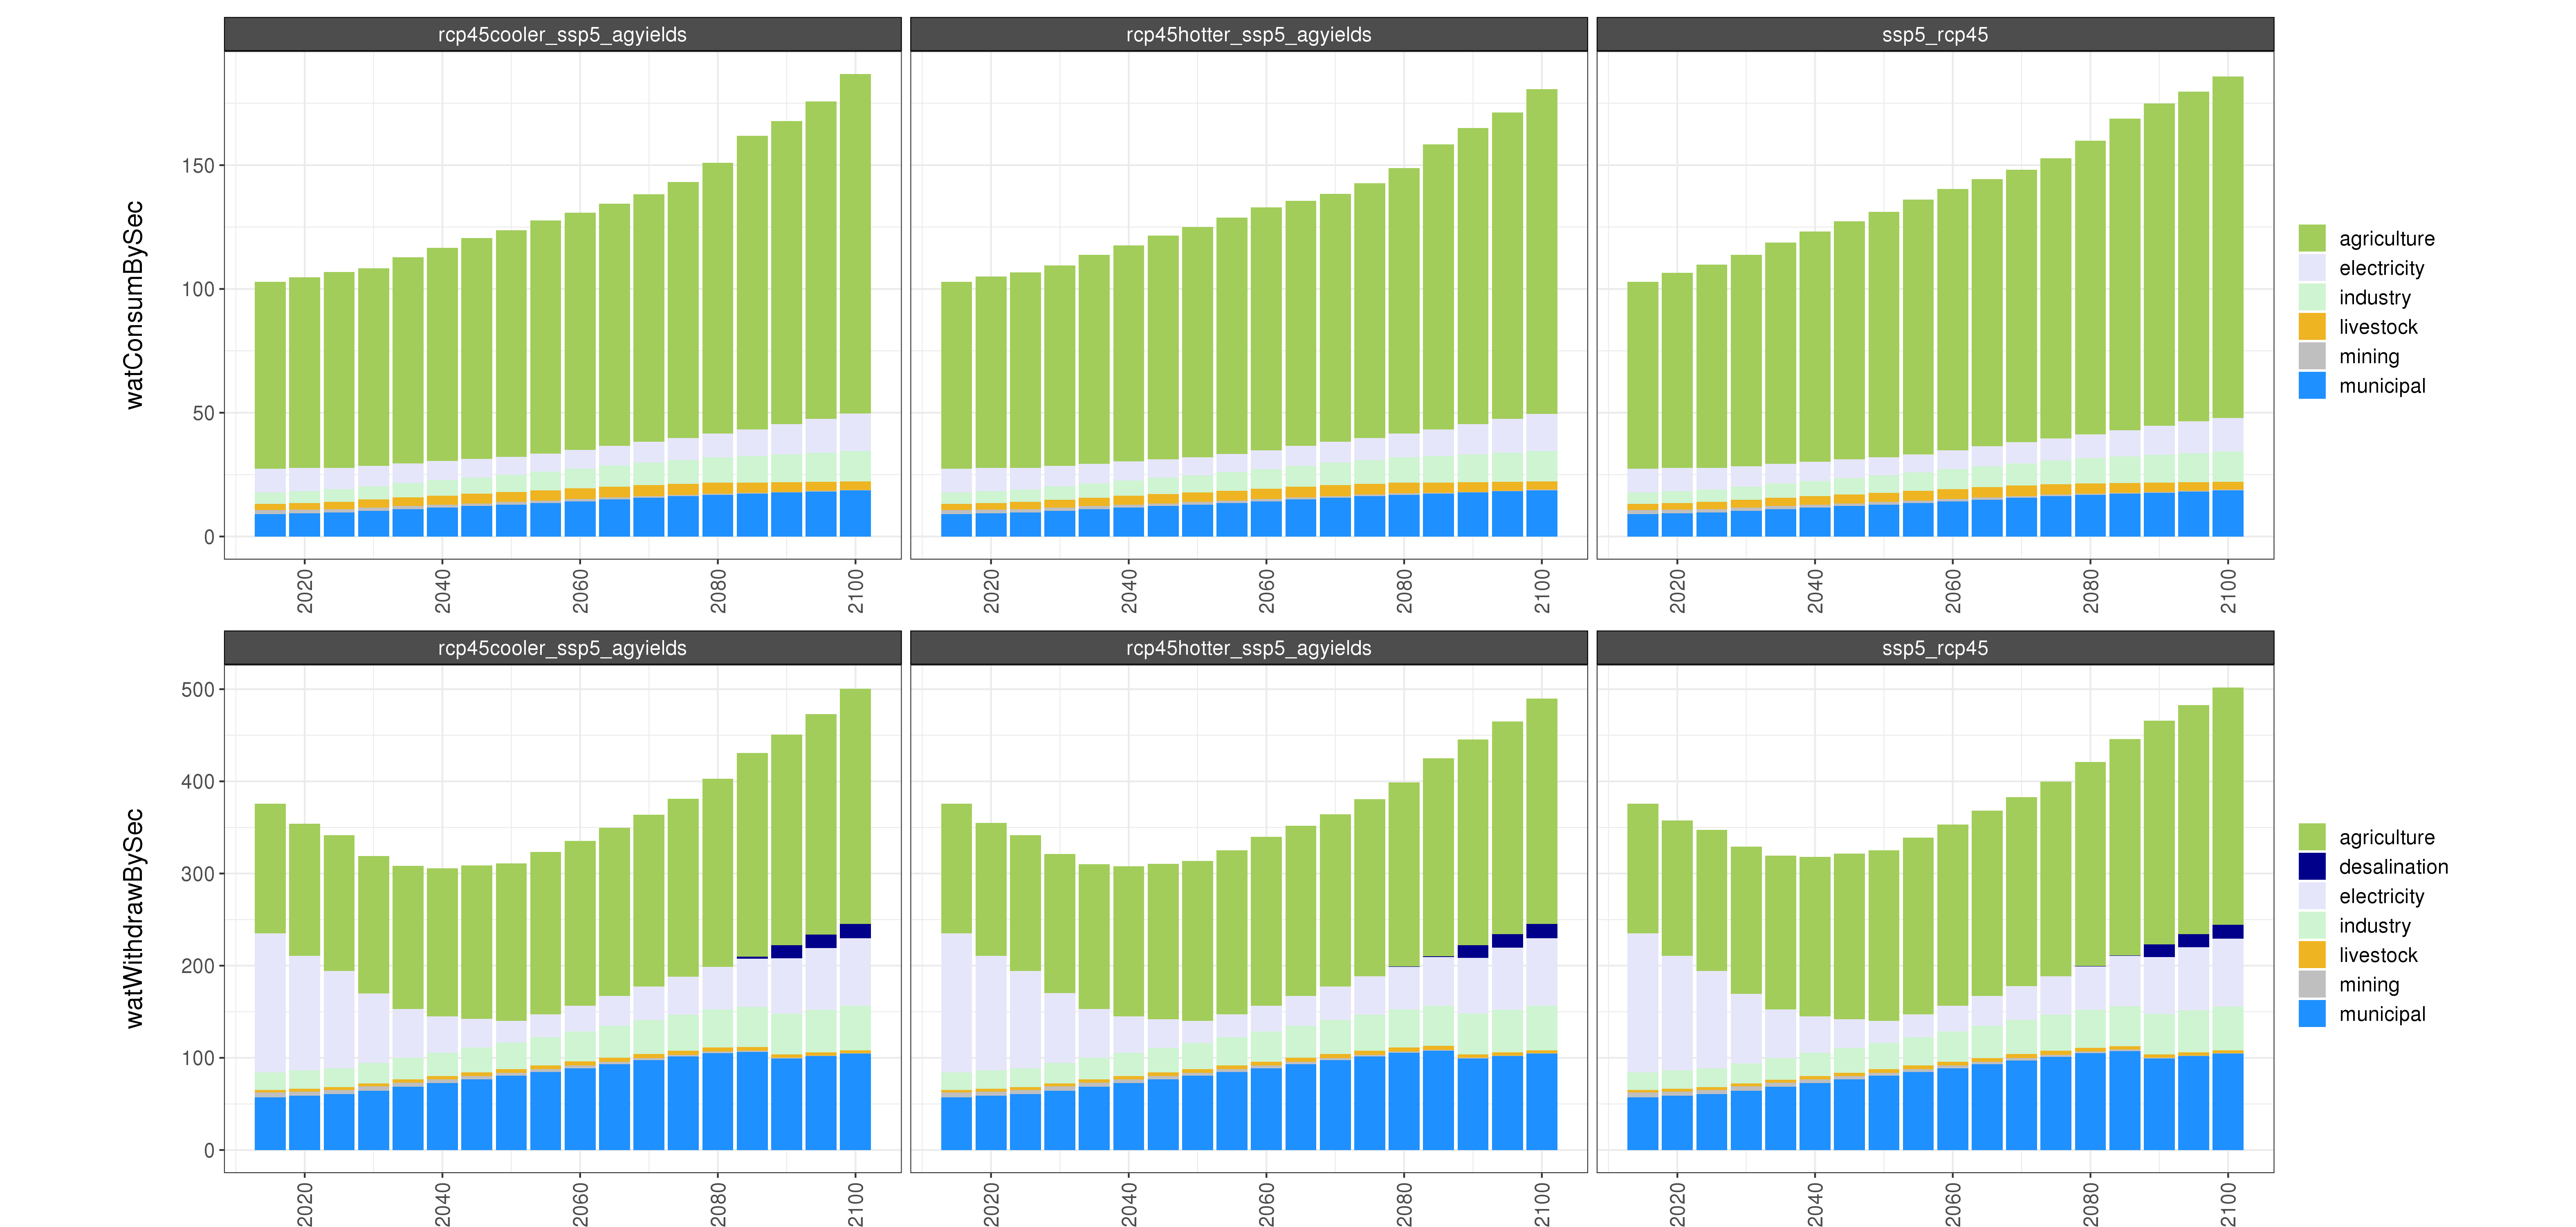 rcp45cooler_ssp5_agyields
rcp45hotter_ssp5_agyields
ssp5_rcp45
watConsumBySec
150
100
50
0
2020
2040
2060
2080
2100
2020
2040
2060
2080
2100
2020
2040
2060
2080
2100
agriculture
electricity
industry
livestock
mining
municipal
rcp45cooler_ssp5_agyields
rcp45hotter_ssp5_agyields
ssp5_rcp45
watWithdrawBySec
500
400
300
200
100
0
2020
2040
2060
2080
2100
2020
2040
2060
2080
2100
2020
2040
2060
2080
2100
agriculture
desalination
electricity
industry
livestock
mining
municipal